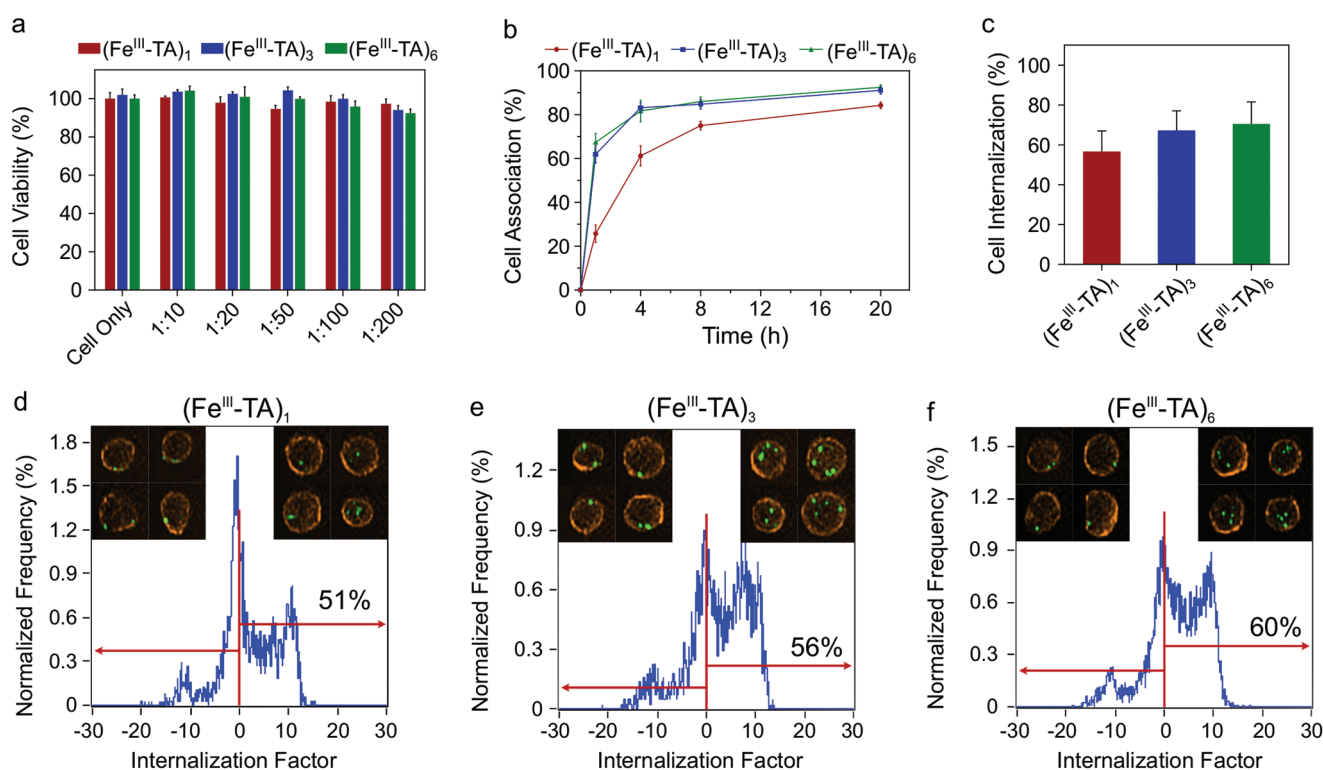 a
(Feᴵᴵᴵ-TA)₁ (Feᴵᴵᴵ-TA)₃ (Feᴵᴵᴵ-TA)₆
Cell Viability (%)
100
80
60
40
20
100
0
Cell Only 1:10 1:20 1:50 1:100 1:200
b
(Feᴵᴵᴵ-TA)₁ (Feᴵᴵᴵ-TA)₃ (Feᴵᴵᴵ-TA)₆
Cell Association (%)
100
80
60
40
20
0
0 4 8 12 16 20
Time (h)
c
Cell Internalization (%)
100
80
60
40
20
0
(Feᴵᴵᴵ-TA)₁ (Feᴵᴵᴵ-TA)₃ (Feᴵᴵᴵ-TA)₆
d
(Feᴵᴵᴵ-TA)₁
Normalized Frequency (%)
1.8
1.5
1.2
0.9
0.6
0.3
0
51%
-30 -20 -10 0 10 20 30
Internalization Factor
e
(Feᴵᴵᴵ-TA)₃
Normalized Frequency (%)
1.2
0.9
0.6
0.3
0
56%
-30 -20 -10 0 10 20 30
Internalization Factor
f
(Feᴵᴵᴵ-TA)₆
Normalized Frequency (%)
1.5
1.2
0.9
0.6
0.3
0
60%
-30 -20 -10 0 10 20 30
Internalization Factor